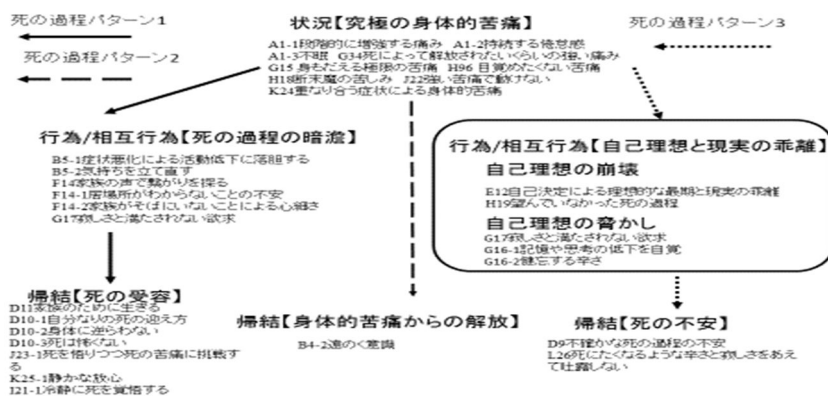 死の過程パターン1
死の過程パターン2
死の過程パターン3
状況【究極の身体的苦痛】
A1-1段階的に増強する痛み　A1-2持続する倦怠感
A1-3不眠　G34死によって解放されたいくらいの強い痛み
G15 身もだえる極限の苦痛　H96 目覚めたくない苦痛
H18断末魔の苦しみ　J22強い苦痛で動けない
K24重なり合う症状による身体的苦痛
行為/相互行為【死の過程の暗澹】
B5-1症状悪化による活動低下に落胆する
B5-2気持ちを立て直す
F14家族の声で繋がりを探る
F14-1居場所がわからないことの不安
F14-2家族がそばにいないことによる心細さ
G17寂しさと満たされない欲求
行為/相互行為【自己理想と現実の乖離】
自己理想の崩壊
E12自己決定による理想的な最期と現実の乖離
H19望んでいなかった死の過程
自己理想の脅かし
G17寂しさと満たされない欲求
G16-1記憶や思考の低下を自覚
G16-2健忘する辛さ
帰結【死の受容】
D11家族のために生きる
D10-1自分なりの死の迎え方
D10-2身体に逆らわない
D10-3死は怖くない
J23-1死を悟りつつ死の苦痛に挑戦す
る
K25-1静かな放心
I21-1冷静に死を覚悟する
帰結【身体的苦痛からの解放】
B4-2遠のく意識
帰結【死の不安】
D9不確かな死の過程の不安
L26死にたくなるような辛さと寂しさをあえ
て吐露しない